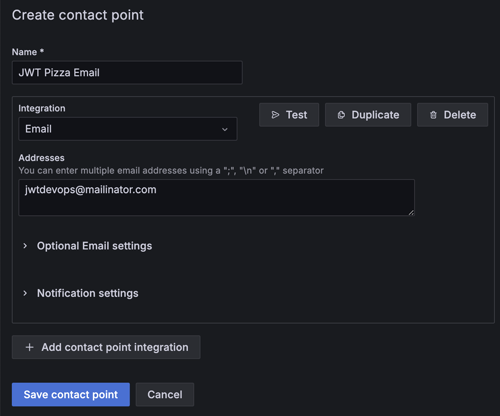 Create contact point
Name *
JWT Pizza Email
Integration
Test
Duplicate
Delete
Email
Addresses
You can enter multiple email addresses using a ";", "\n" or "," separator
jwtdevops@mailinator.com
Optional Email settings
Notification settings
Add contact point integration
Save contact point
Cancel